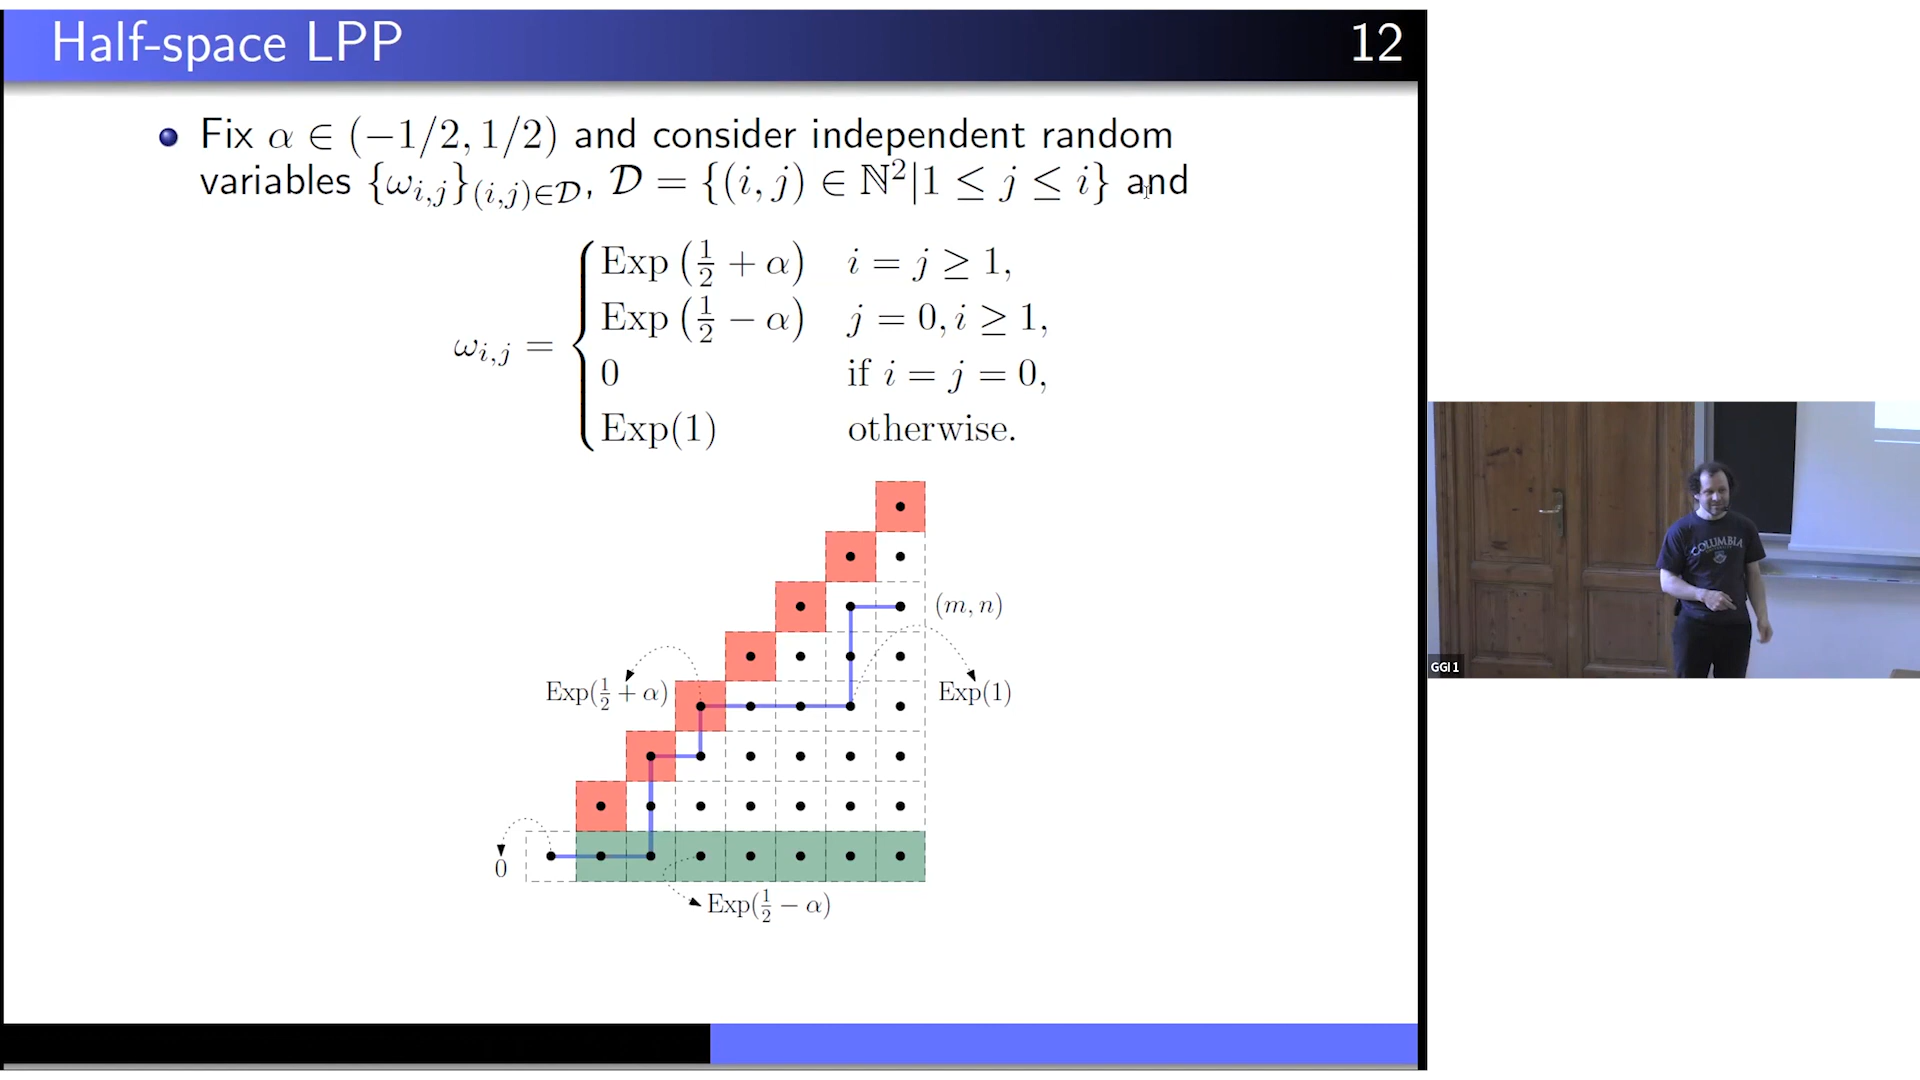 Half-space LPP 12
Fix α ∈ (−1/2, 1/2) and consider independent random
variables {ω_{i,j}}_{(i,j)∈𝒟}, 𝒟 = {(i, j) ∈ ℕ²|1 ≤ j ≤ i} and
Exp (1/2 + α) i = j ≥ 1,
Exp (1/2 − α) j = 0, i ≥ 1,
ω_{i,j} =
0 if i = j = 0,
Exp(1) otherwise.
(m, n)
Exp(1/2 + α)
Exp(1)
0
Exp(1/2 − α)
COLUMBIA
GGI 1